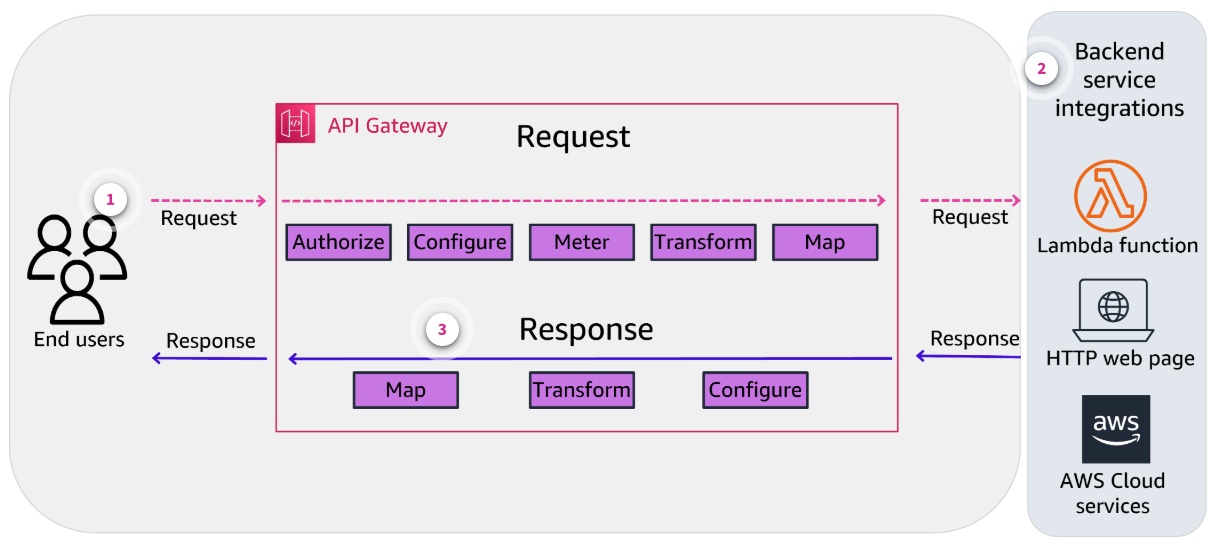 Backend
service
integrations
2
API Gateway
Request
1
Request
Request
Authorize
Configure
Meter
Transform
Map
Lambda function
End users
3
Response
Response
Response
HTTP web page
Map
Transform
Configure
aws
AWS Cloud
services